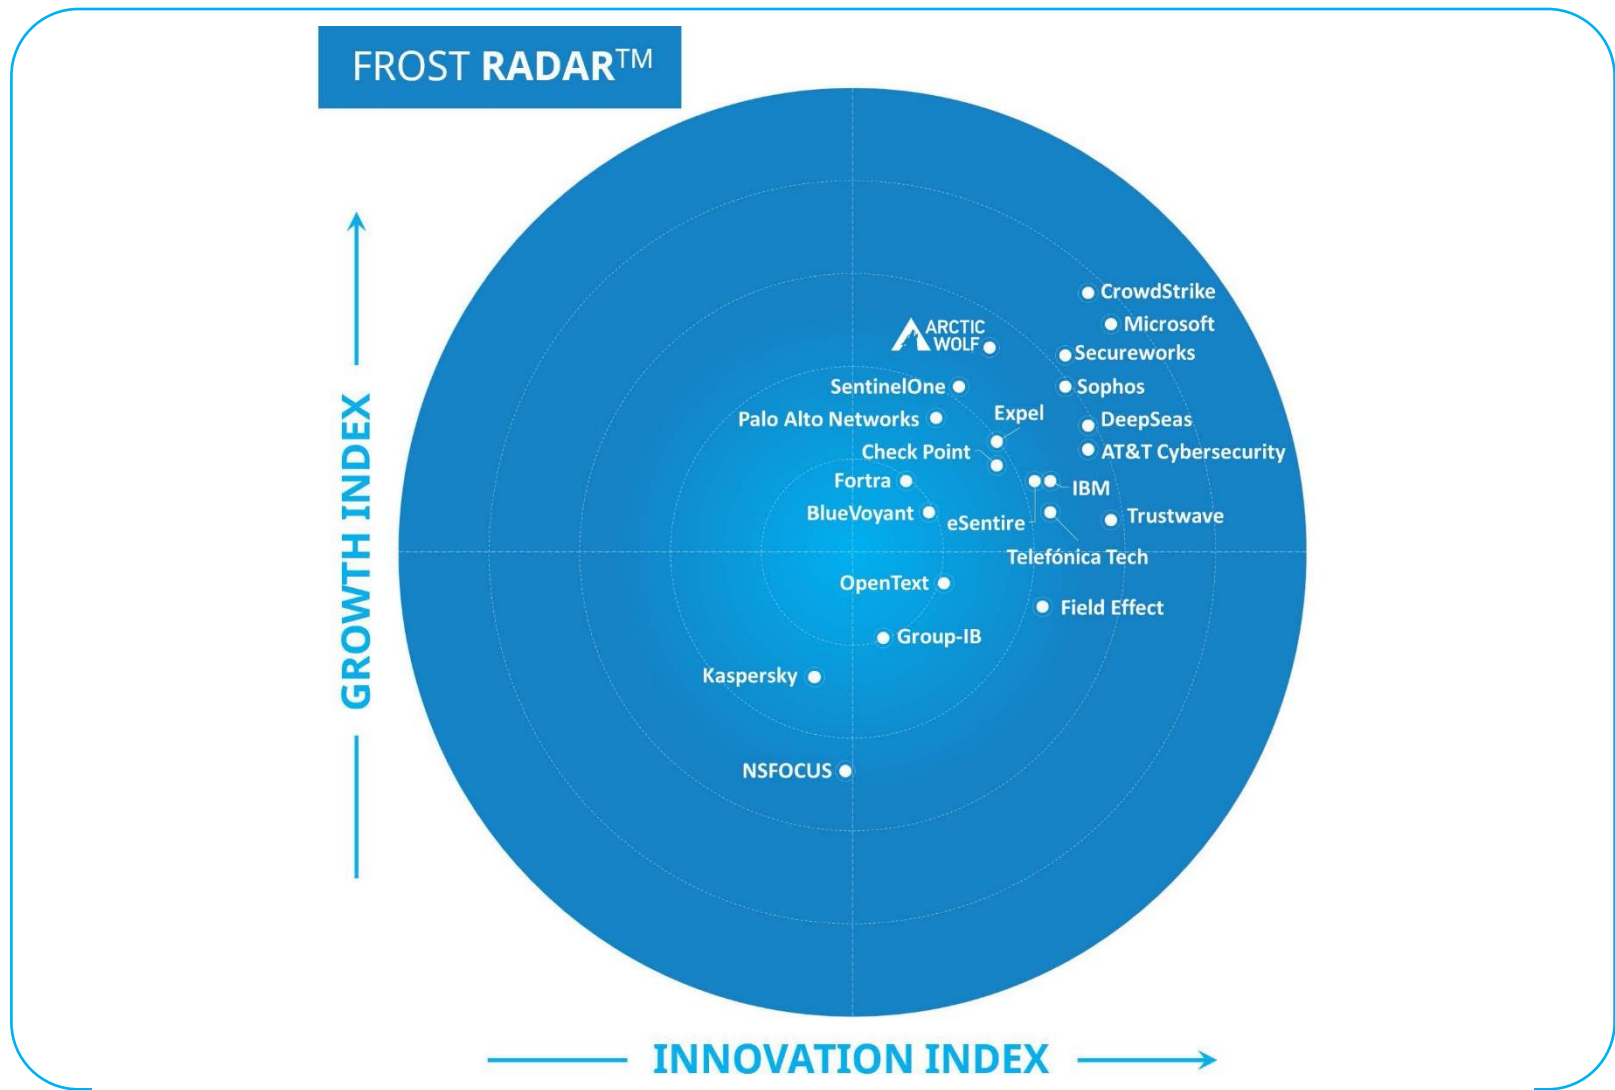 FROST RADAR™
CrowdStrike
Microsoft
ARCTIC
WOLF
Secureworks
SentinelOne
Sophos
Expel
Palo Alto Networks
DeepSeas
Check Point
AT&T Cybersecurity
Fortra
IBM
BlueVoyant
eSentire
Trustwave
Telefónica Tech
OpenText
Field Effect
Group-IB
Kaspersky
NSFOCUS
GROWTH INDEX
INNOVATION INDEX